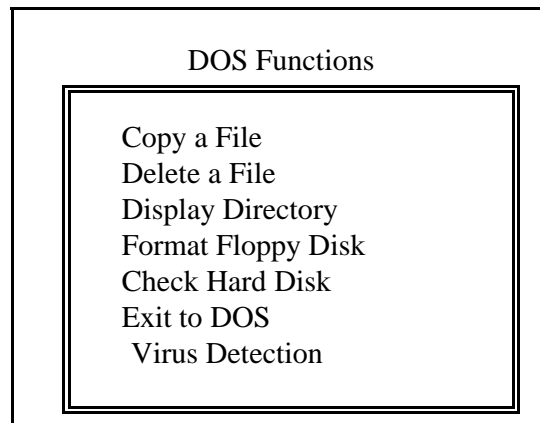 DOS Functions
Copy a File
Delete a File
Display Directory
Format Floppy Disk
Check Hard Disk
Exit to DOS
Virus Detection